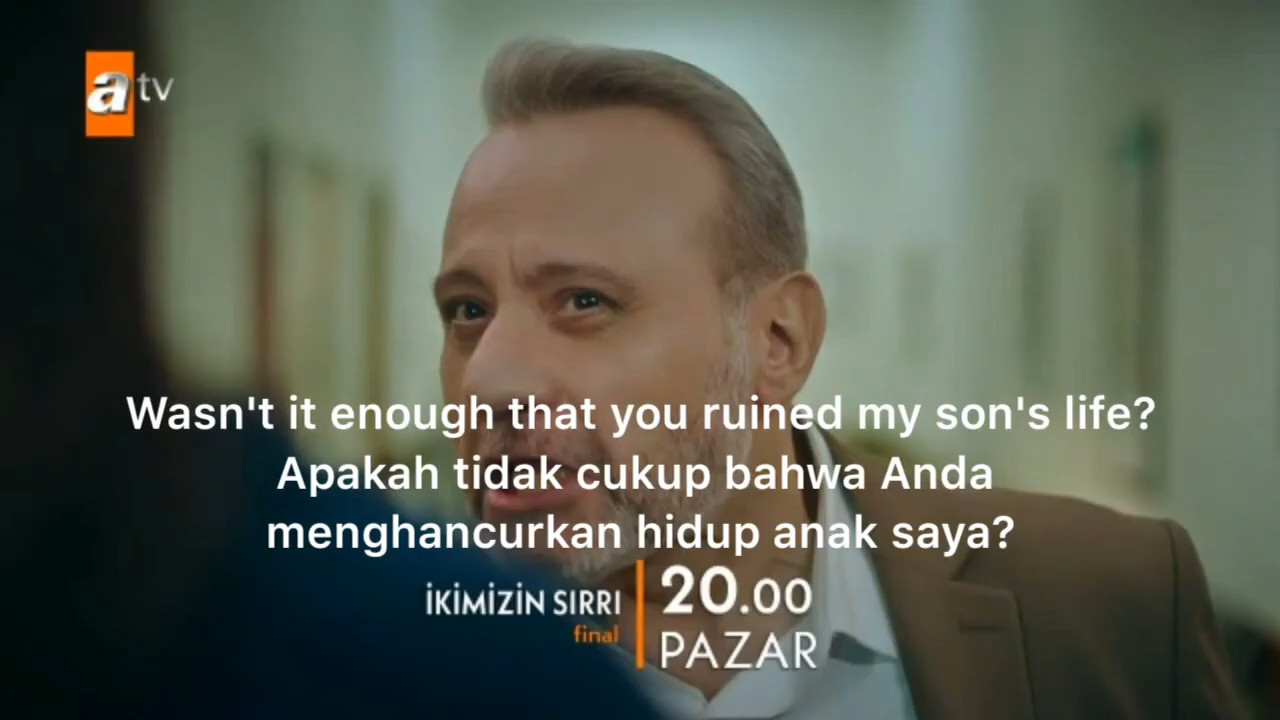 atv
Wasn't it enough that you ruined my son's life?
Apakah tidak cukup bahwa Anda
menghancurkan hidup anak saya?
İKİMİZİN SIRRI
final
20.00
PAZAR